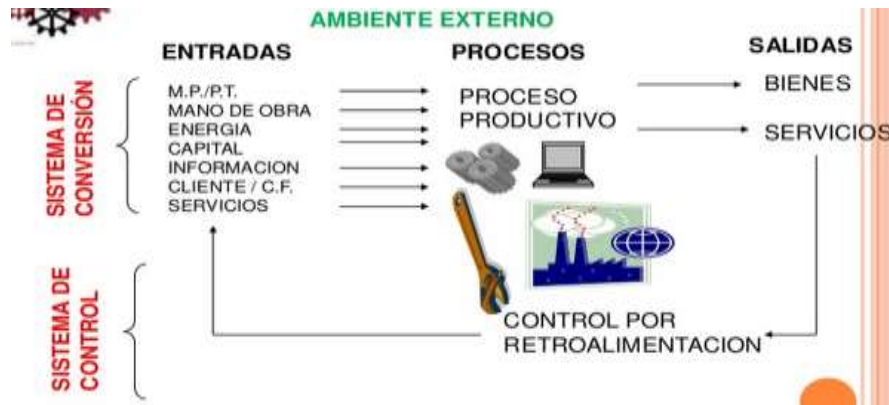 AMBIENTE EXTERNO
ENTRADAS
PROCESOS
SALIDAS
SISTEMA DE
CONVERSIÓN
M.P./P.T.
MANO DE OBRA
ENERGIA
CAPITAL
INFORMACION
CLIENTE / C.F.
SERVICIOS
PROCESO
PRODUCTIVO
BIENES
SERVICIOS
SISTEMA DE
CONTROL
CONTROL POR
RETROALIMENTACION